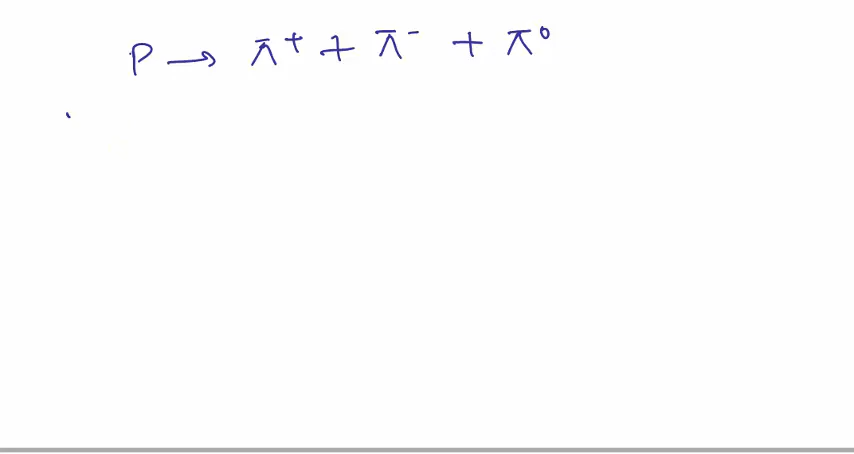 P → π⁺ + π⁻ + π⁰